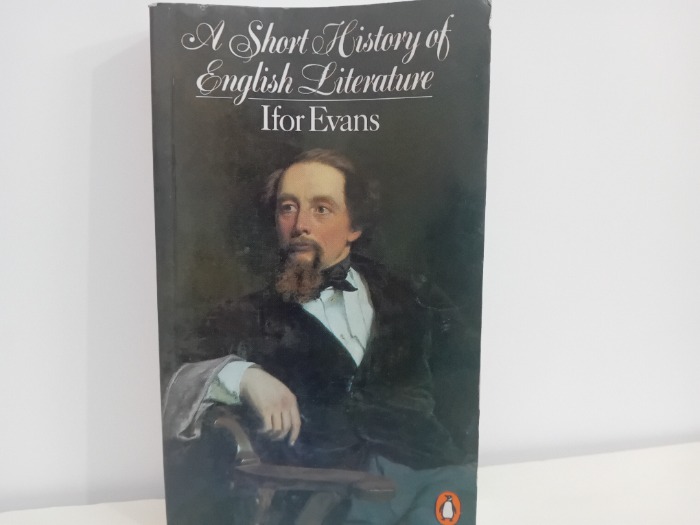 A Short History of
English Literature
Ifor Evans